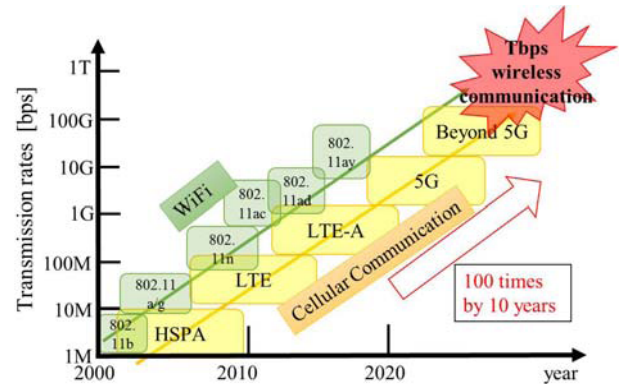 Tbps
wireless
communication
Transmission rates [bps]
1T
100G
10G
1G
100M
10M
1M
2000
2010
2020
year
WiFi
802.
11b
802.11
a/g
802.
11n
802.
11ac
802.
11ad
802.
11ay
HSPA
LTE
LTE-A
5G
Beyond 5G
Cellular Communication
100 times
by 10 years